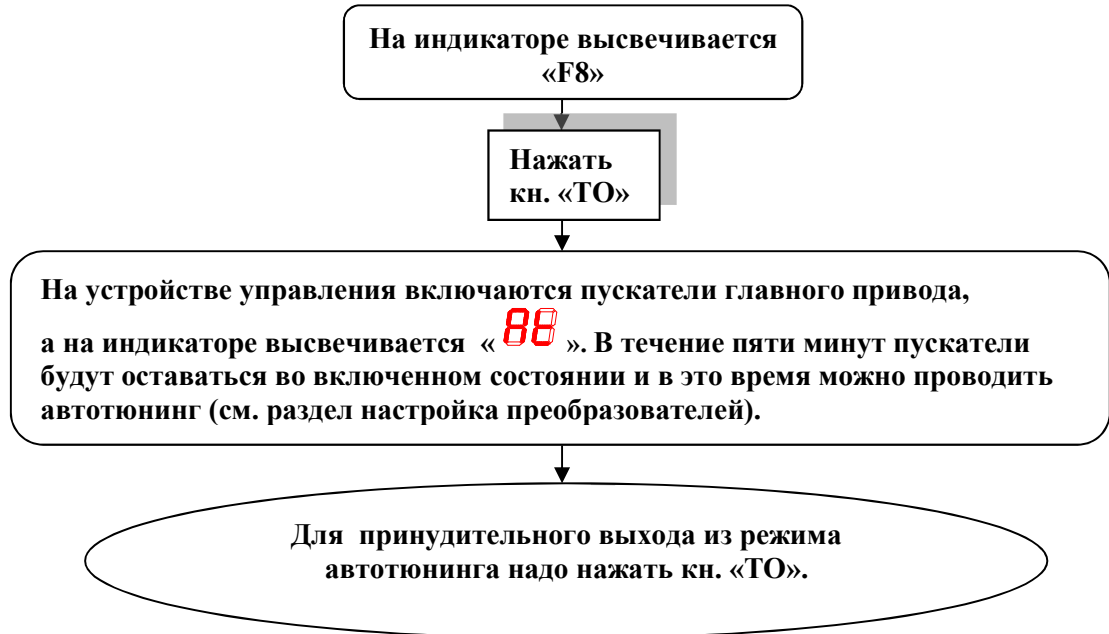 На индикаторе высвечивается
«F8»
Нажать
кн. «ТО»
На устройстве управления включаются пускатели главного привода,
а на индикаторе высвечивается « At ». В течение пяти минут пускатели
будут оставаться во включенном состоянии и в это время можно проводить
автотюнинг (см. раздел настройка преобразователей).
Для принудительного выхода из режима
автотюнинга надо нажать кн. «ТО».